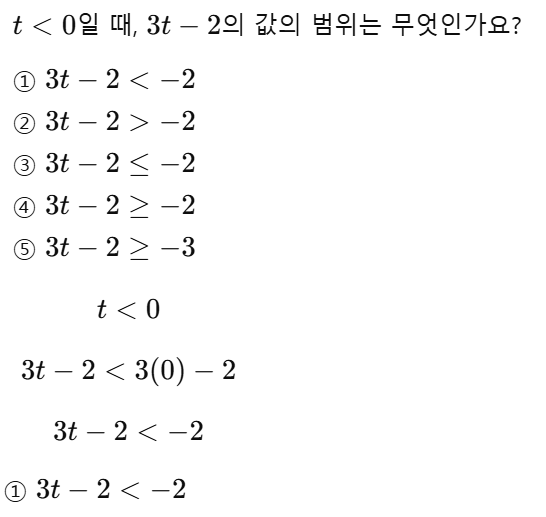 t < 0일 때, 3t − 2의 값의 범위는 무엇인가요?
① 3t − 2 < −2
② 3t − 2 > −2
③ 3t − 2 ≤ −2
④ 3t − 2 ≥ −2
⑤ 3t − 2 ≥ −3
t < 0
3t − 2 < 3(0) − 2
3t − 2 < −2
① 3t − 2 < −2